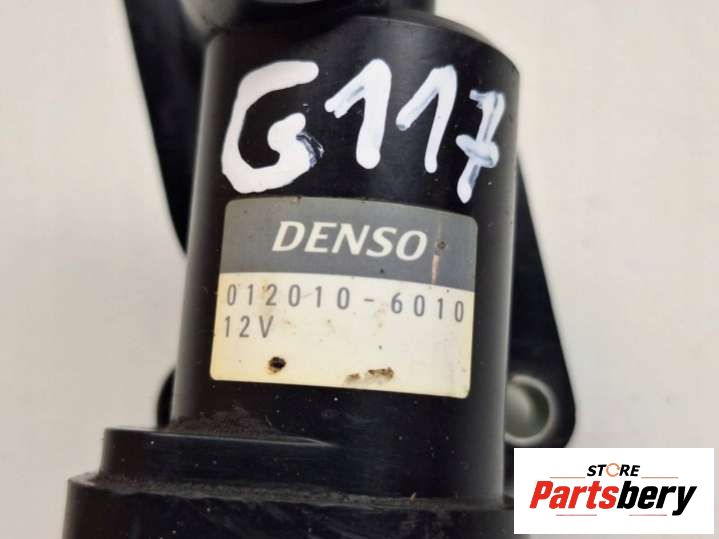 G117
DENSO
012010-6010
12V
STORE
Partsbery